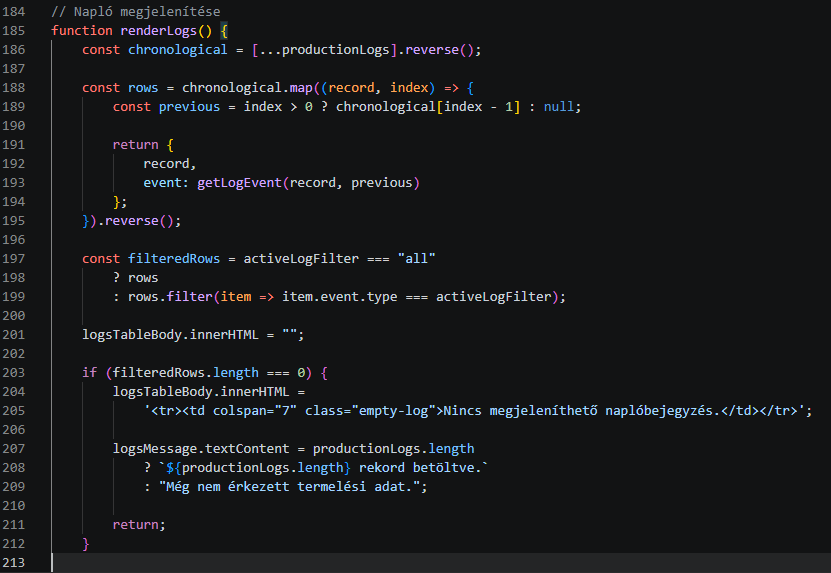 184 // Napló megjelenítése
185 function renderLogs() {
186     const chronological = [...productionLogs].reverse();
187
188     const rows = chronological.map((record, index) => {
189         const previous = index > 0 ? chronological[index - 1] : null;
190
191         return {
192             record,
193             event: getLogEvent(record, previous)
194         };
195     }).reverse();
196
197     const filteredRows = activeLogFilter === "all"
198         ? rows
199         : rows.filter(item => item.event.type === activeLogFilter);
200
201     logsTableBody.innerHTML = "";
202
203     if (filteredRows.length === 0) {
204         logsTableBody.innerHTML =
205             '<tr><td colspan="7" class="empty-log">Nincs megjeleníthető naplóbejegyzés.</td></tr>';
206
207         logsMessage.textContent = productionLogs.length
208             ? `${productionLogs.length} rekord betöltve.`
209             : "Még nem érkezett termelési adat.";
210
211         return;
212     }
213